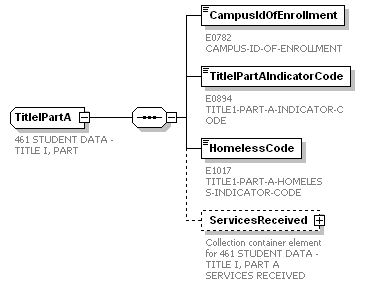 CampusIdOfEnrollment
E0782
CAMPUS-ID-OF-ENROLLMENT
TitleIPartAIndicatorCode
E0894
TITLE1-PART-A-INDICATOR-C
ODE
TitleIPartA
461 STUDENT DATA -
TITLE I, PART
HomelessCode
E1017
TITLE1-PART-A-HOMELES
S-INDICATOR-CODE
ServicesReceived
Collection container element
for 461 STUDENT DATA -
TITLE I, PART A
SERVICES RECEIVED